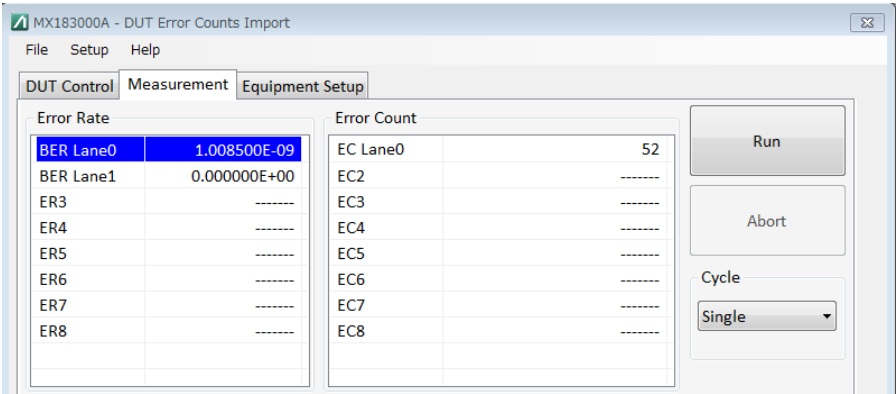 MX183000A - DUT Error Counts Import
File Setup Help
DUT Control Measurement Equipment Setup
Error Rate
BER Lane0 1.008500E-09
BER Lane1 0.000000E+00
ER3 -------
ER4 -------
ER5 -------
ER6 -------
ER7 -------
ER8 -------
Error Count
EC Lane0 52
EC2 -------
EC3 -------
EC4 -------
EC5 -------
EC6 -------
EC7 -------
EC8 -------
Run
Abort
Cycle
Single